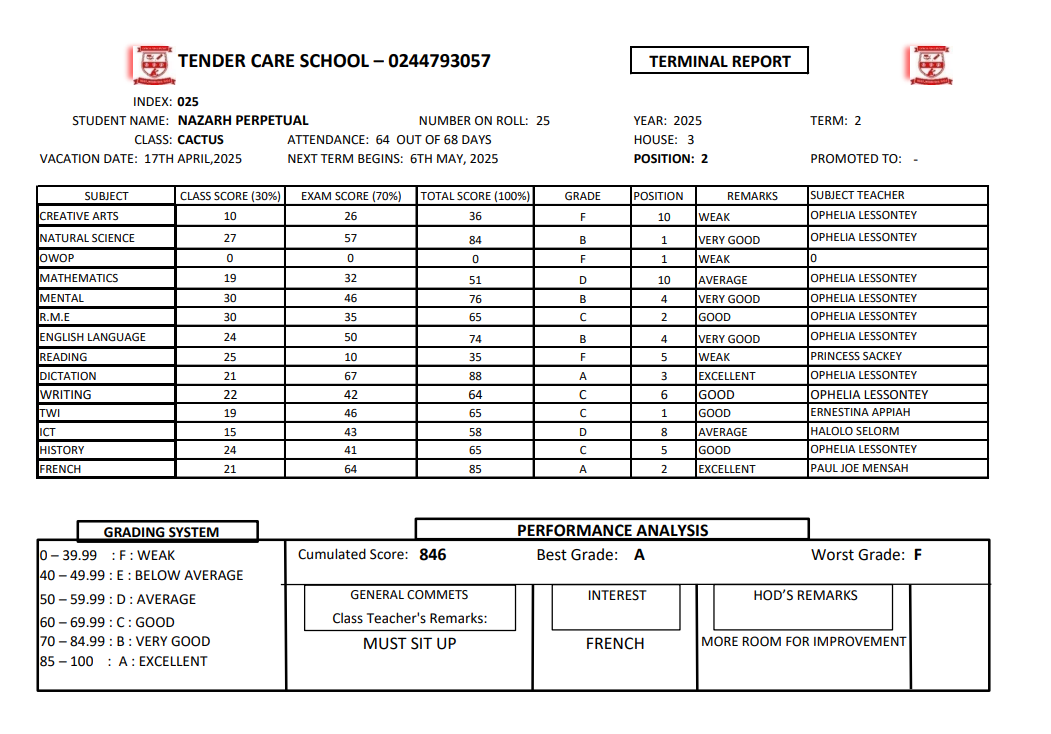 TENDER CARE SCHOOL – 0244793057 TERMINAL REPORT
INDEX: 025
STUDENT NAME: NAZARH PERPETUAL NUMBER ON ROLL: 25 YEAR: 2025 TERM: 2
CLASS: CACTUS ATTENDANCE: 64 OUT OF 68 DAYS HOUSE: 3
VACATION DATE: 17TH APRIL,2025 NEXT TERM BEGINS: 6TH MAY, 2025 POSITION: 2 PROMOTED TO: -
SUBJECT CLASS SCORE (30%) EXAM SCORE (70%) TOTAL SCORE (100%) GRADE POSITION REMARKS SUBJECT TEACHER
CREATIVE ARTS 10 26 36 F 10 WEAK OPHELIA LESSONTEY
NATURAL SCIENCE 27 57 84 B 1 VERY GOOD OPHELIA LESSONTEY
OWOP 0 0 0 F 1 WEAK 0
MATHEMATICS 19 32 51 D 10 AVERAGE OPHELIA LESSONTEY
MENTAL 30 46 76 B 4 VERY GOOD OPHELIA LESSONTEY
R.M.E 30 35 65 C 2 GOOD OPHELIA LESSONTEY
ENGLISH LANGUAGE 24 50 74 B 4 VERY GOOD OPHELIA LESSONTEY
READING 25 10 35 F 5 WEAK PRINCESS SACKEY
DICTATION 21 67 88 A 3 EXCELLENT OPHELIA LESSONTEY
WRITING 22 42 64 C 6 GOOD OPHELIA LESSONTEY
TWI 19 46 65 C 1 GOOD ERNESTINA APPIAH
ICT 15 43 58 D 8 AVERAGE HALOLO SELORM
HISTORY 24 41 65 C 5 GOOD OPHELIA LESSONTEY
FRENCH 21 64 85 A 2 EXCELLENT PAUL JOE MENSAH
GRADING SYSTEM PERFORMANCE ANALYSIS
0 – 39.99 : F : WEAK Cumulated Score: 846 Best Grade: A Worst Grade: F
40 – 49.99 : E : BELOW AVERAGE
50 – 59.99 : D : AVERAGE GENERAL COMMETS INTEREST HOD'S REMARKS
60 – 69.99 : C : GOOD Class Teacher's Remarks:
70 – 84.99 : B : VERY GOOD MUST SIT UP FRENCH MORE ROOM FOR IMPROVEMENT
85 – 100 : A : EXCELLENT